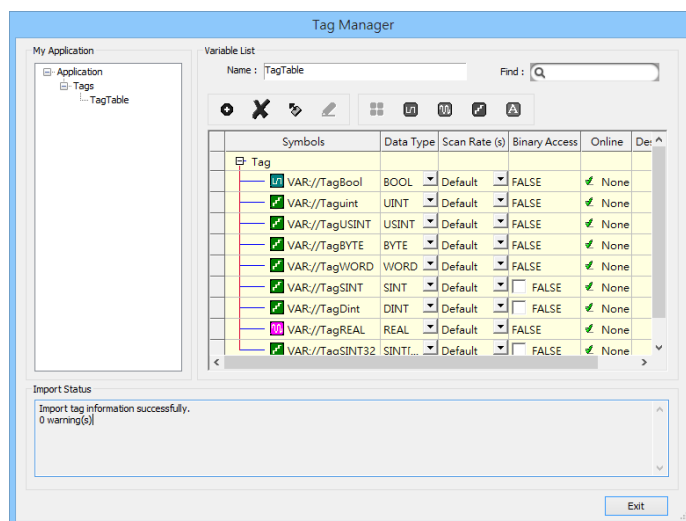 Tag Manager
My Application
Application
Tags
TagTable
Variable List
Name : TagTable
Find :
A
Symbols Data Type Scan Rate (s) Binary Access Online De
Tag
VAR://TagBool BOOL Default FALSE None
VAR://Taguint UINT Default FALSE None
VAR://TagUSINT USINT Default FALSE None
VAR://TagBYTE BYTE Default FALSE None
VAR://TagWORD WORD Default FALSE None
VAR://TagSINT SINT Default FALSE None
VAR://TagDint DINT Default FALSE None
VAR://TagREAL REAL Default FALSE None
VAR://TagSINT32 SINT[... Default FALSE None
Import Status
Import tag information successfully.
0 warning(s)
Exit